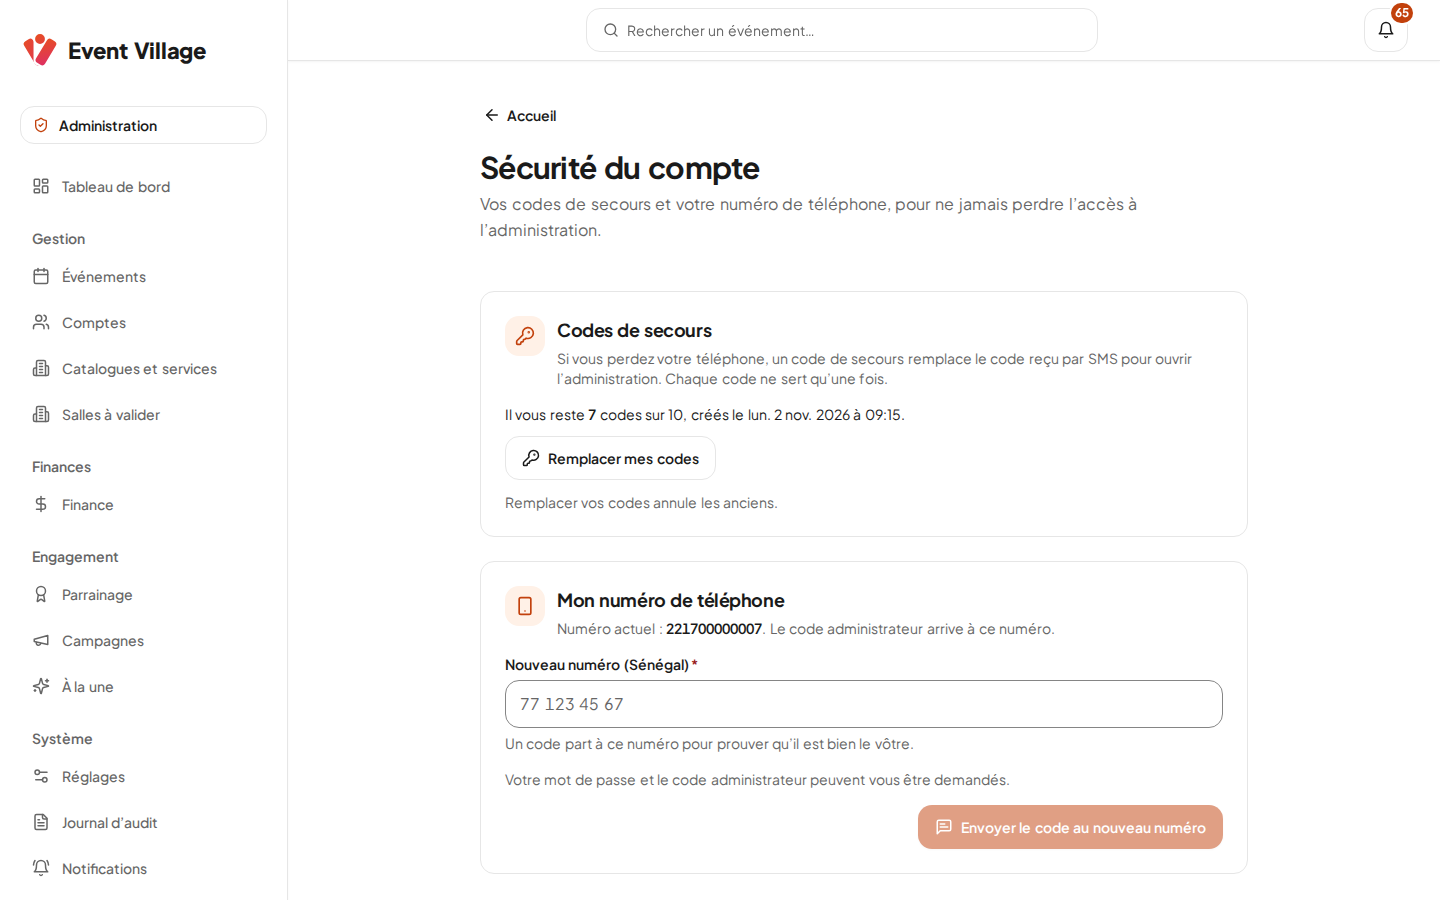 Event Village
Rechercher un événement…
65
Administration
Tableau de bord
Gestion
Événements
Comptes
Catalogues et services
Salles à valider
Finances
Finance
Engagement
Parrainage
Campagnes
À la une
Système
Réglages
Journal d’audit
Notifications
Accueil
Sécurité du compte
Vos codes de secours et votre numéro de téléphone, pour ne jamais perdre l’accès à
l’administration.
Codes de secours
Si vous perdez votre téléphone, un code de secours remplace le code reçu par SMS pour ouvrir
l’administration. Chaque code ne sert qu’une fois.
Il vous reste 7 codes sur 10, créés le lun. 2 nov. 2026 à 09:15.
Remplacer mes codes
Remplacer vos codes annule les anciens.
Mon numéro de téléphone
Numéro actuel : 221700000007. Le code administrateur arrive à ce numéro.
Nouveau numéro (Sénégal) *
77 123 45 67
Un code part à ce numéro pour prouver qu’il est bien le vôtre.
Votre mot de passe et le code administrateur peuvent vous être demandés.
Envoyer le code au nouveau numéro